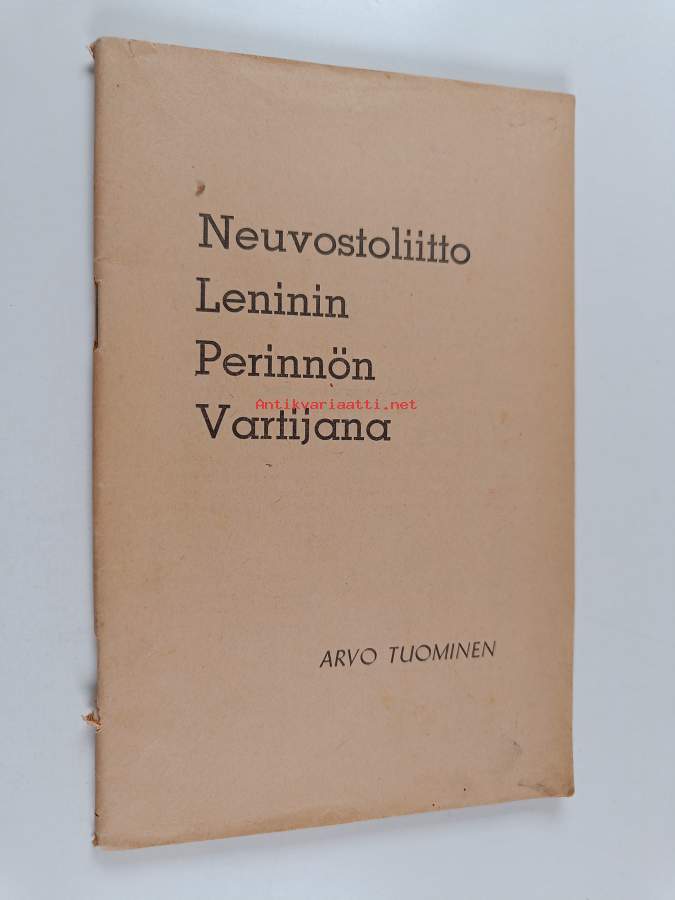 Neuvostoliitto
Leninin
Perinnön
Antikvariaatti.net
Vartijana
ARVO TUOMINEN